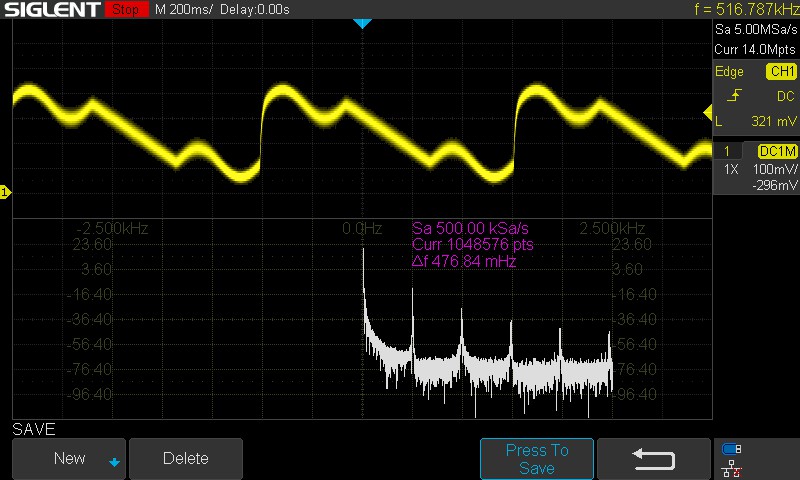 SIGLENT Stop M 200ms/ Delay:0.00s f = 516.787kHz
Sa 5.00MSa/s
Curr 14.0Mpts
Edge CH1
DC
L 321 mV
1 DC1M
1X 100mV/
-296mV
1
-2.500kHz 0.0Hz Sa 500.00 kSa/s 2.500kHz
23.60 Curr 1048576 pts 23.60
3.60 Δf 476.84 mHz 3.60
-16.40 -16.40
-36.40 -36.40
-56.40 -56.40
-76.40 -76.40
-96.40 -96.40
SAVE
New Delete Press To
Save